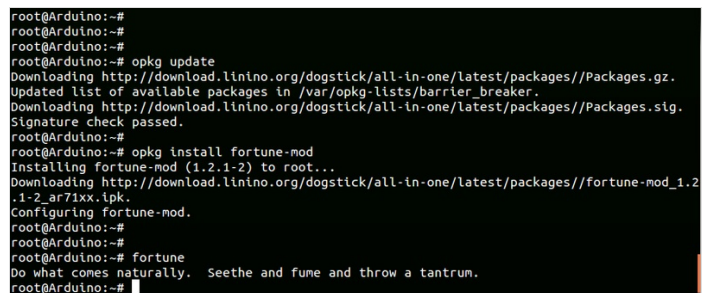 root@Arduino:~#
root@Arduino:~#
root@Arduino:~#
root@Arduino:~# opkg update
Downloading http://download.linino.org/dogstick/all-in-one/latest/packages//Packages.gz.
Updated list of available packages in /var/opkg-lists/barrier_breaker.
Downloading http://download.linino.org/dogstick/all-in-one/latest/packages//Packages.sig.
Signature check passed.
root@Arduino:~#
root@Arduino:~# opkg install fortune-mod
Installing fortune-mod (1.2.1-2) to root...
Downloading http://download.linino.org/dogstick/all-in-one/latest/packages//fortune-mod_1.2
.1-2_ar71xx.ipk.
Configuring fortune-mod.
root@Arduino:~#
root@Arduino:~#
root@Arduino:~# fortune
Do what comes naturally.  Seethe and fume and throw a tantrum.
root@Arduino:~#